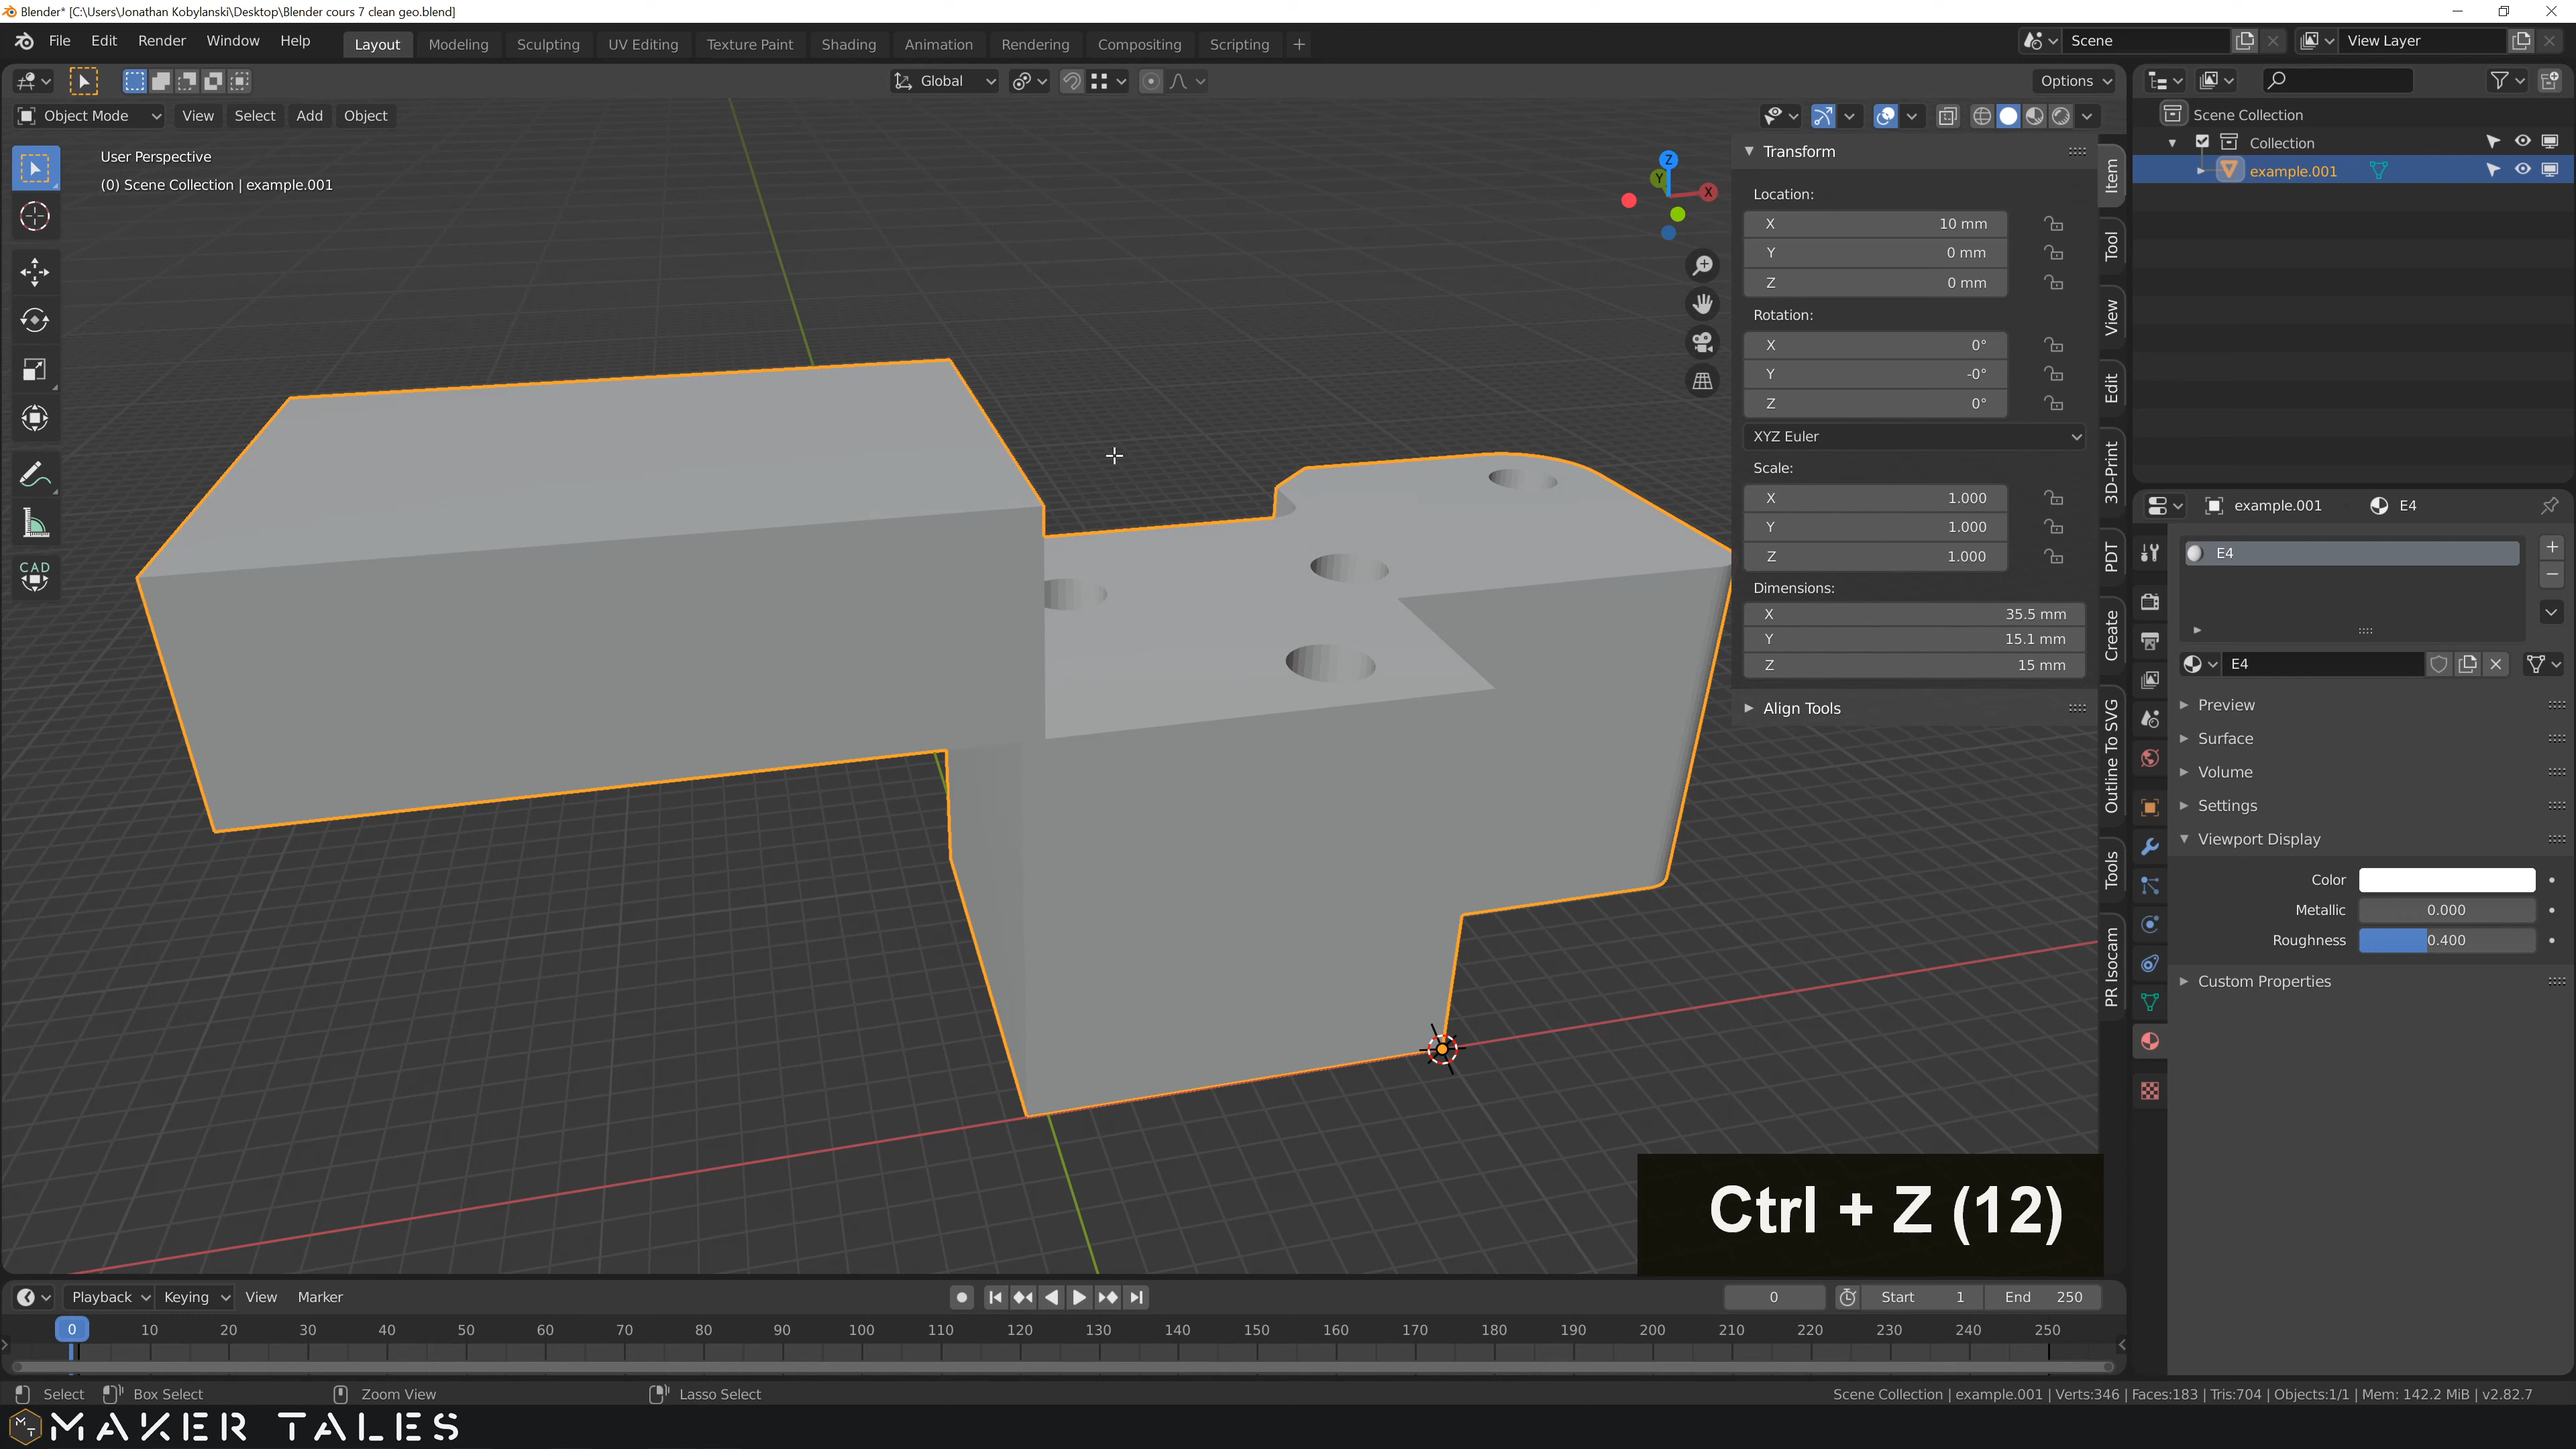 Blender* [C:\Users\Jonathan Kobylanski\Desktop\Blender cours 7 clean geo.blend]
File Edit Render Window Help Layout Modeling Sculpting UV Editing Texture Paint Shading Animation Rendering Compositing Scripting + Scene View Layer
Global Options
Object Mode View Select Add Object
User Perspective
(0) Scene Collection | example.001
Z
Y
X
Transform
Location:
X 10 mm
Y 0 mm
Z 0 mm
Rotation:
X 0°
Y -0°
Z 0°
XYZ Euler
Scale:
X 1.000
Y 1.000
Z 1.000
Dimensions:
X 35.5 mm
Y 15.1 mm
Z 15 mm
Align Tools
Item
Tool
View
Edit
3D-Print
PDT
Create
Outline To SVG
Tools
PR Isocam
CAD
Scene Collection
Collection
example.001
example.001 E4
E4
E4
Preview
Surface
Volume
Settings
Viewport Display
Color
Metallic 0.000
Roughness 0.400
Custom Properties
Ctrl + Z (12)
Playback Keying View Marker 0 Start 1 End 250
0 10 20 30 40 50 60 70 80 90 100 110 120 130 140 150 160 170 180 190 200 210 220 230 240 250
Select Box Select Zoom View Lasso Select Scene Collection | example.001 | Verts:346 | Faces:183 | Tris:704 | Objects:1/1 | Mem: 142.2 MiB | v2.82.7
MAKER TALES